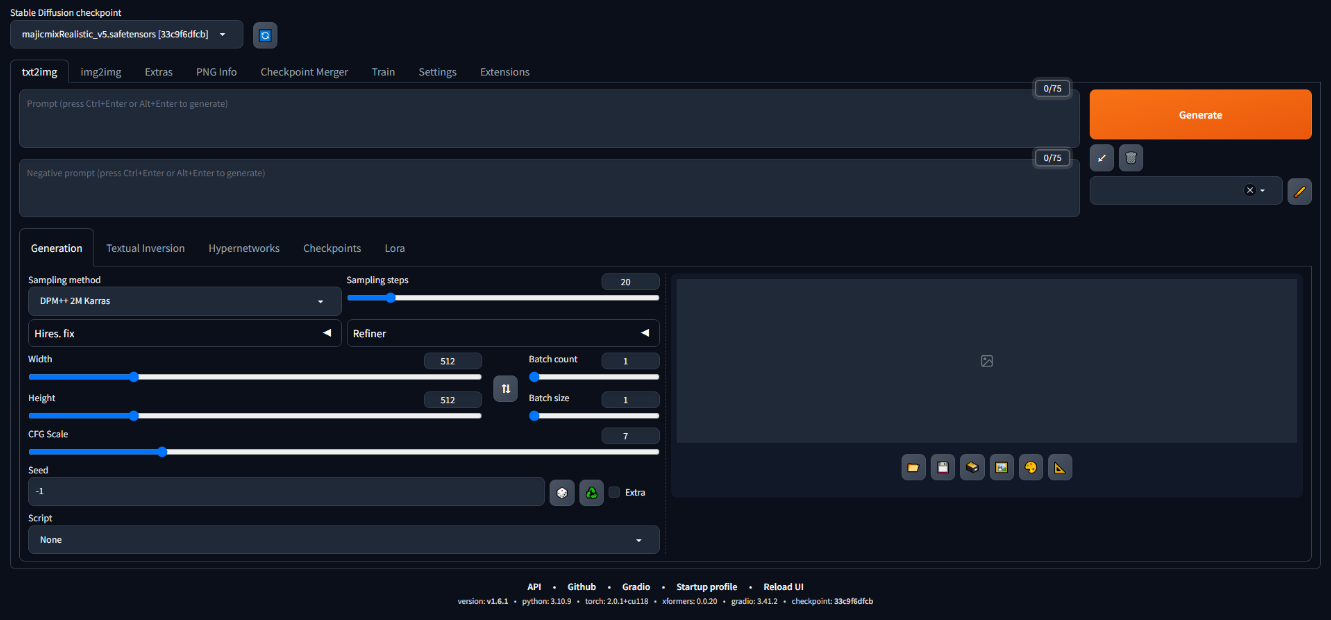 Stable Diffusion checkpoint
majicmixRealistic_v5.safetensors [33c9f6dfcb]
txt2img img2img Extras PNG Info Checkpoint Merger Train Settings Extensions
0/75
Prompt (press Ctrl+Enter or Alt+Enter to generate)
Generate
0/75
Negative prompt (press Ctrl+Enter or Alt+Enter to generate)
Generation Textual Inversion Hypernetworks Checkpoints Lora
Sampling method Sampling steps 20
DPM++ 2M Karras
Hires. fix Refiner
Width 512 Batch count 1
Height 512 Batch size 1
CFG Scale 7
Seed
-1 Extra
Script
None
API • Github • Gradio • Startup profile • Reload UI
version: v1.6.1 • python: 3.10.9 • torch: 2.0.1+cu118 • xformers: 0.0.20 • gradio: 3.41.2 • checkpoint: 33c9f6dfcb